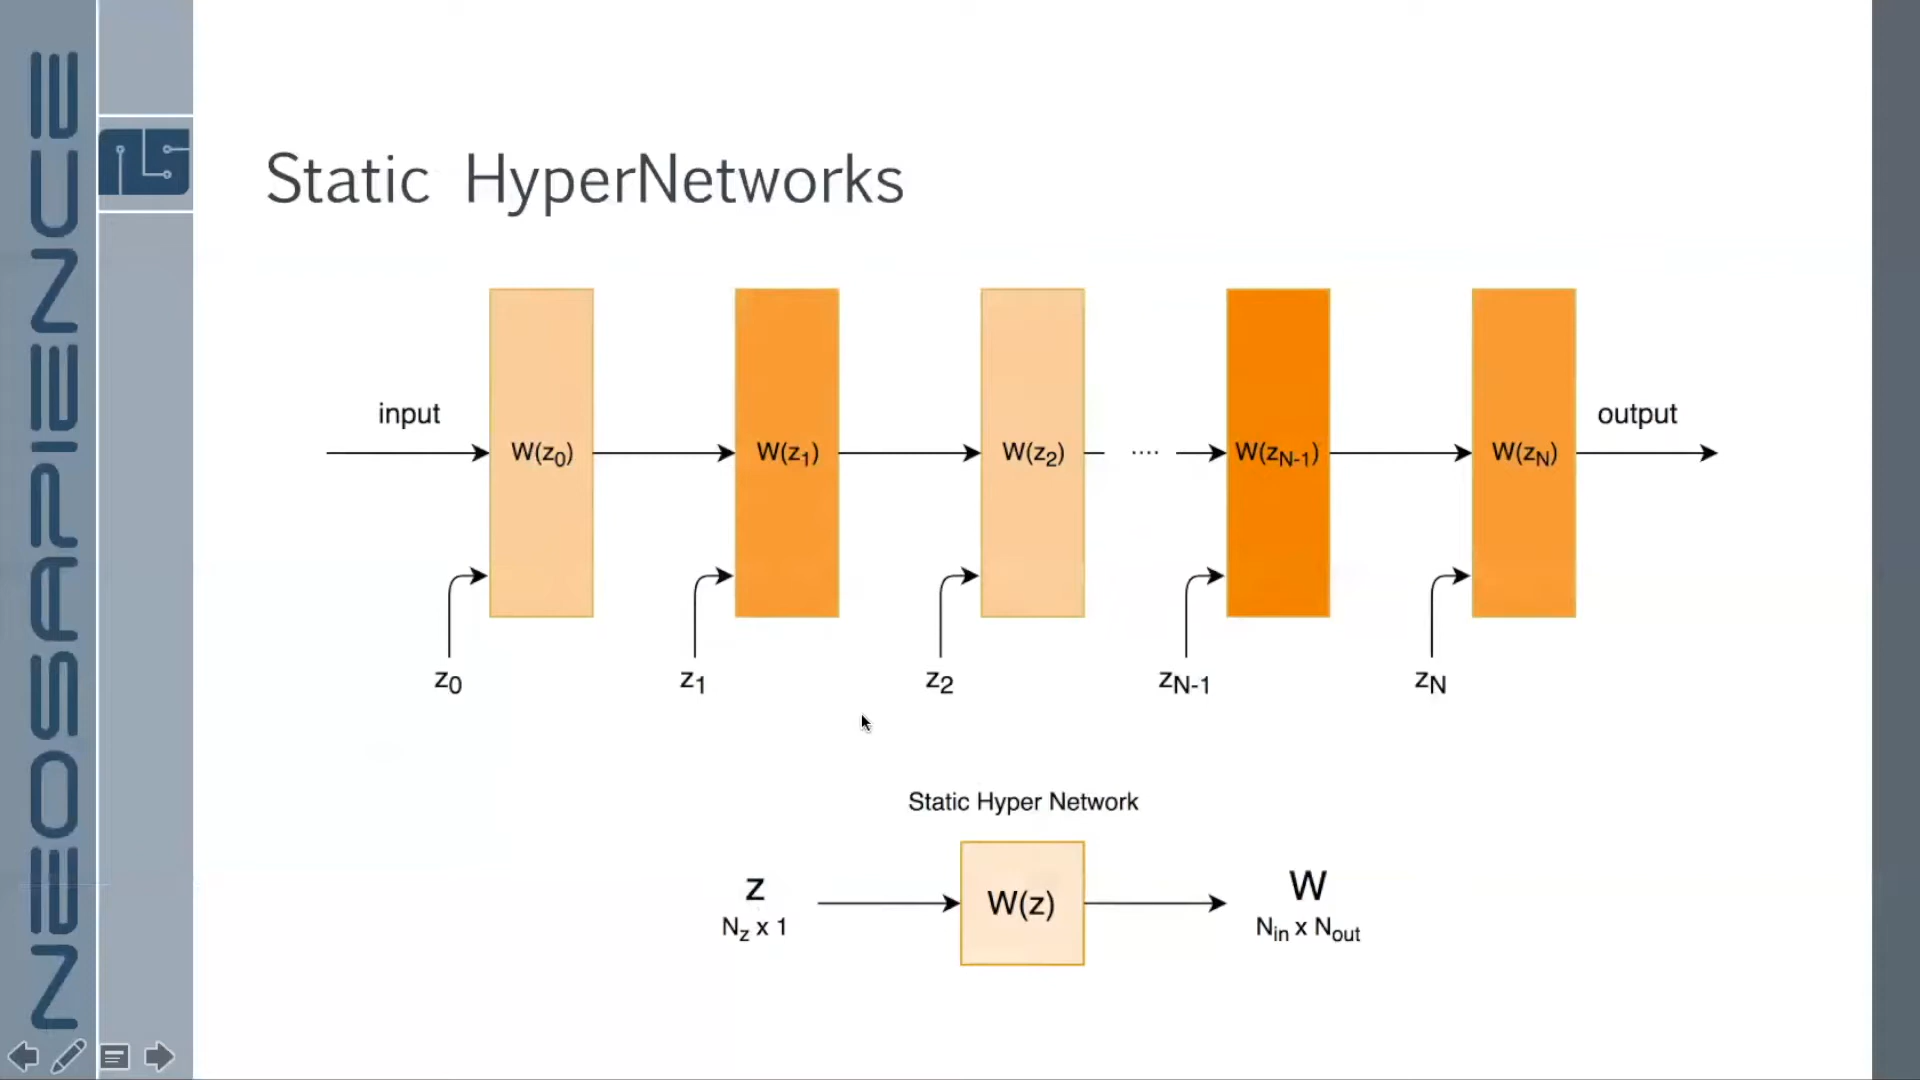 NEOSAPIENCE
Static HyperNetworks
input
output
W(z0)
W(z1)
W(z2)
....
W(zN-1)
W(zN)
z0
z1
z2
zN-1
zN
Static Hyper Network
z
Nz x 1
W(z)
W
Nin x Nout